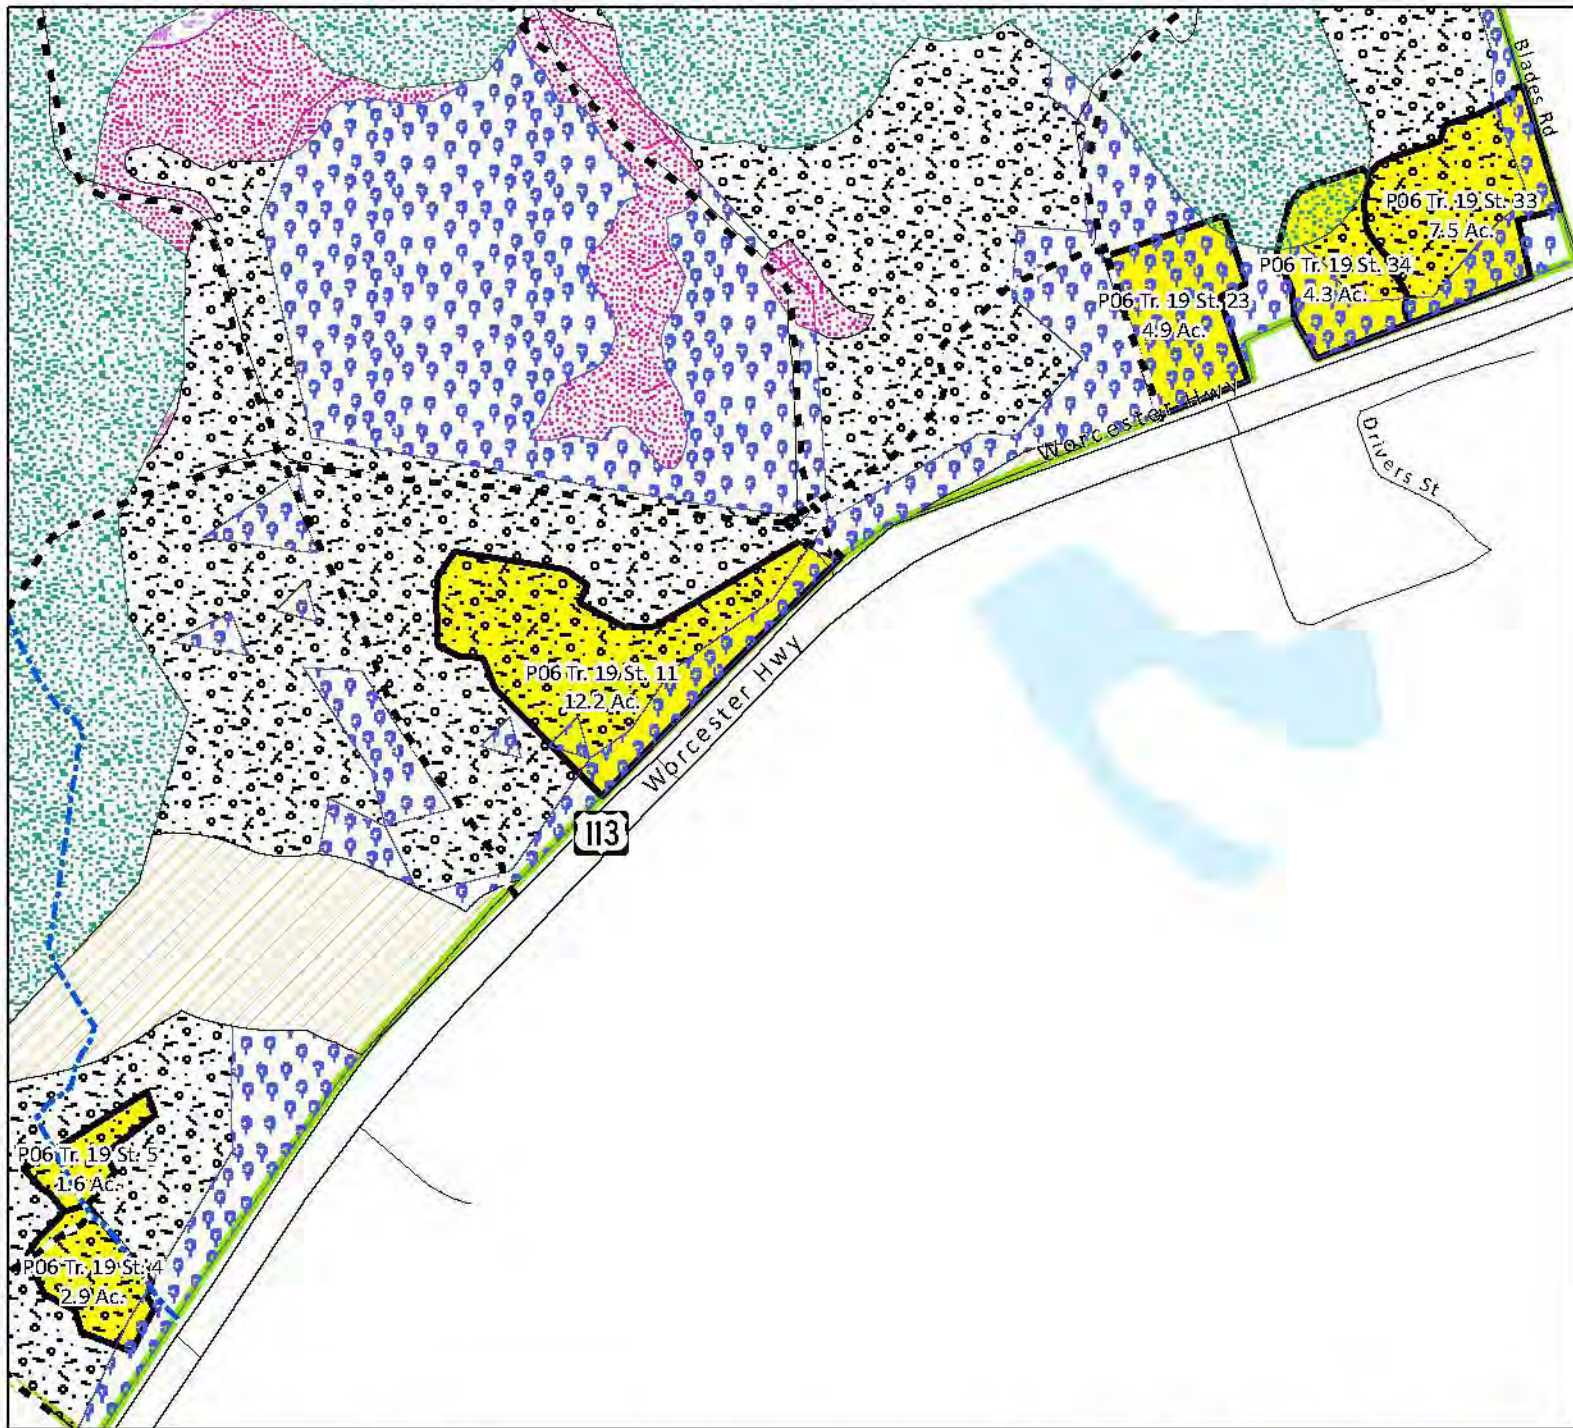 Blades Rd
P06 Tr. 19 St. 33
7.5 Ac.
P06 Tr. 19 St. 34
4.3 Ac.
P06 Tr. 19 St. 23
4.9 Ac.
Worcester Hwy
Drivers St
P06 Tr. 19 St. 11
12.2 Ac.
Worcester Hwy
113
P06 Tr. 19 St. 5
1.6 Ac.
P06 Tr. 19 St. 4
2.9 Ac.